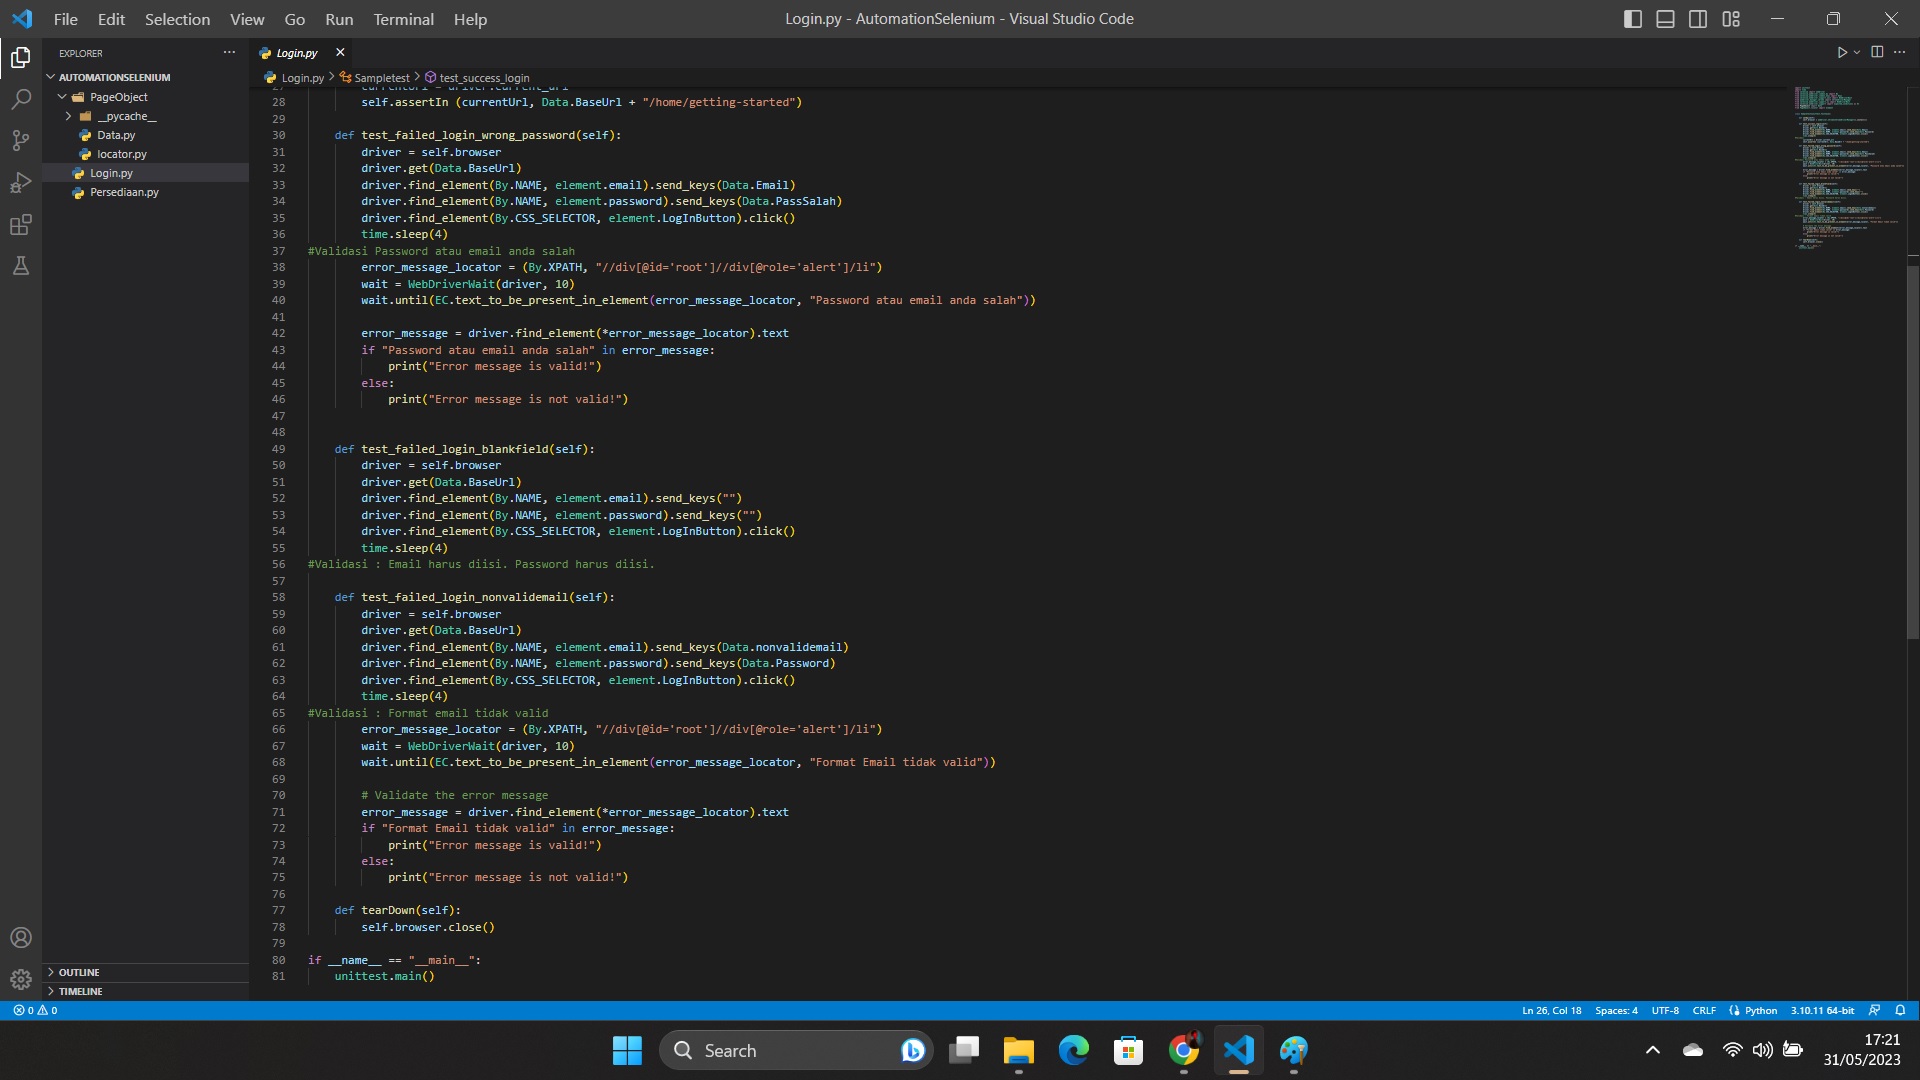 File Edit Selection View Go Run Terminal Help
Login.py - AutomationSelenium - Visual Studio Code
EXPLORER
AUTOMATIONSELENIUM
PageObject
__pycache__
Data.py
locator.py
Login.py
Persediaan.py
OUTLINE
TIMELINE
Login.py
Login.py > Sampletest > test_success_login
27 currentUrl = driver.current_url
28 self.assertIn (currentUrl, Data.BaseUrl + "/home/getting-started")
29
30 def test_failed_login_wrong_password(self):
31 driver = self.browser
32 driver.get(Data.BaseUrl)
33 driver.find_element(By.NAME, element.email).send_keys(Data.Email)
34 driver.find_element(By.NAME, element.password).send_keys(Data.PassSalah)
35 driver.find_element(By.CSS_SELECTOR, element.LogInButton).click()
36 time.sleep(4)
37 #Validasi Password atau email anda salah
38 error_message_locator = (By.XPATH, "//div[@id='root']//div[@role='alert']/li")
39 wait = WebDriverWait(driver, 10)
40 wait.until(EC.text_to_be_present_in_element(error_message_locator, "Password atau email anda salah"))
41
42 error_message = driver.find_element(*error_message_locator).text
43 if "Password atau email anda salah" in error_message:
44 print("Error message is valid!")
45 else:
46 print("Error message is not valid!")
47
48
49 def test_failed_login_blankfield(self):
50 driver = self.browser
51 driver.get(Data.BaseUrl)
52 driver.find_element(By.NAME, element.email).send_keys("")
53 driver.find_element(By.NAME, element.password).send_keys("")
54 driver.find_element(By.CSS_SELECTOR, element.LogInButton).click()
55 time.sleep(4)
56 #Validasi : Email harus diisi. Password harus diisi.
57
58 def test_failed_login_nonvalidemail(self):
59 driver = self.browser
60 driver.get(Data.BaseUrl)
61 driver.find_element(By.NAME, element.email).send_keys(Data.nonvalidemail)
62 driver.find_element(By.NAME, element.password).send_keys(Data.Password)
63 driver.find_element(By.CSS_SELECTOR, element.LogInButton).click()
64 time.sleep(4)
65 #Validasi : Format email tidak valid
66 error_message_locator = (By.XPATH, "//div[@id='root']//div[@role='alert']/li")
67 wait = WebDriverWait(driver, 10)
68 wait.until(EC.text_to_be_present_in_element(error_message_locator, "Format Email tidak valid"))
69
70 # Validate the error message
71 error_message = driver.find_element(*error_message_locator).text
72 if "Format Email tidak valid" in error_message:
73 print("Error message is valid!")
74 else:
75 print("Error message is not valid!")
76
77 def tearDown(self):
78 self.browser.close()
79
80 if __name__ == "__main__":
81 unittest.main()
0 0
Ln 26, Col 18 Spaces: 4 UTF-8 CRLF Python 3.10.11 64-bit
Search
17:21
31/05/2023